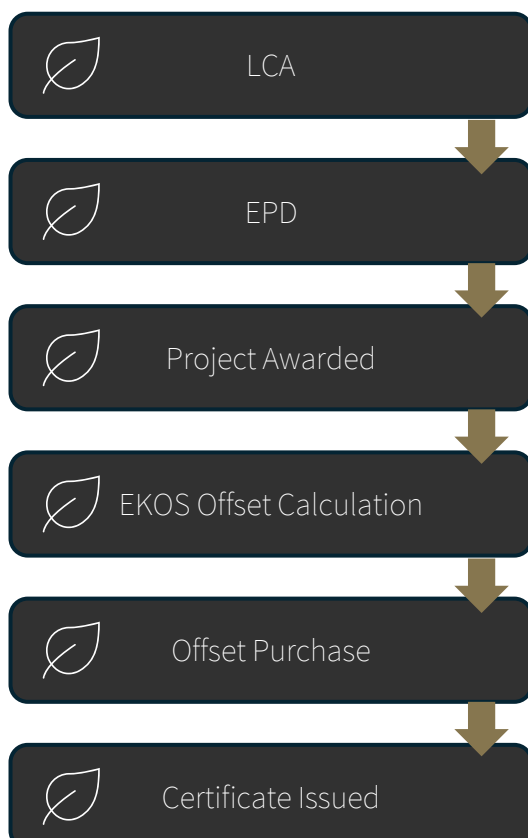 LCA
EPD
Project Awarded
EKOS Offset Calculation
Offset Purchase
Certificate Issued